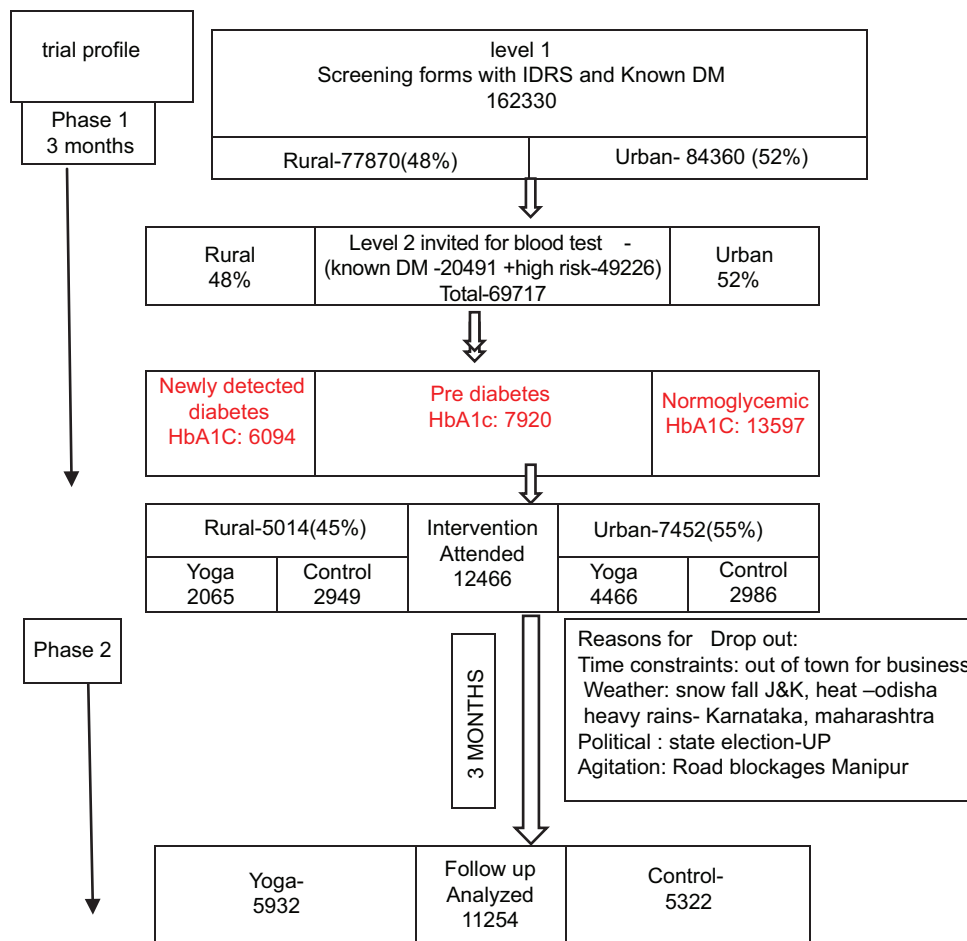 trial profile
Phase 1
3 months
level 1
Screening forms with IDRS and Known DM
162330
Rural-77870(48%)
Urban- 84360 (52%)
Rural
48%
Level 2 invited for blood test -
(known DM -20491 +high risk-49226)
Total-69717
Urban
52%
Newly detected
diabetes
HbA1C: 6094
Pre diabetes
HbA1c: 7920
Normoglycemic
HbA1C: 13597
Rural-5014(45%)
Intervention
Attended
12466
Urban-7452(55%)
Yoga
2065
Control
2949
Yoga
4466
Control
2986
Phase 2
3 MONTHS
Reasons for Drop out:
Time constraints: out of town for business
Weather: snow fall J&K, heat –odisha
heavy rains- Karnataka, maharashtra
Political : state election-UP
Agitation: Road blockages Manipur
Yoga-
5932
Follow up
Analyzed
11254
Control-
5322